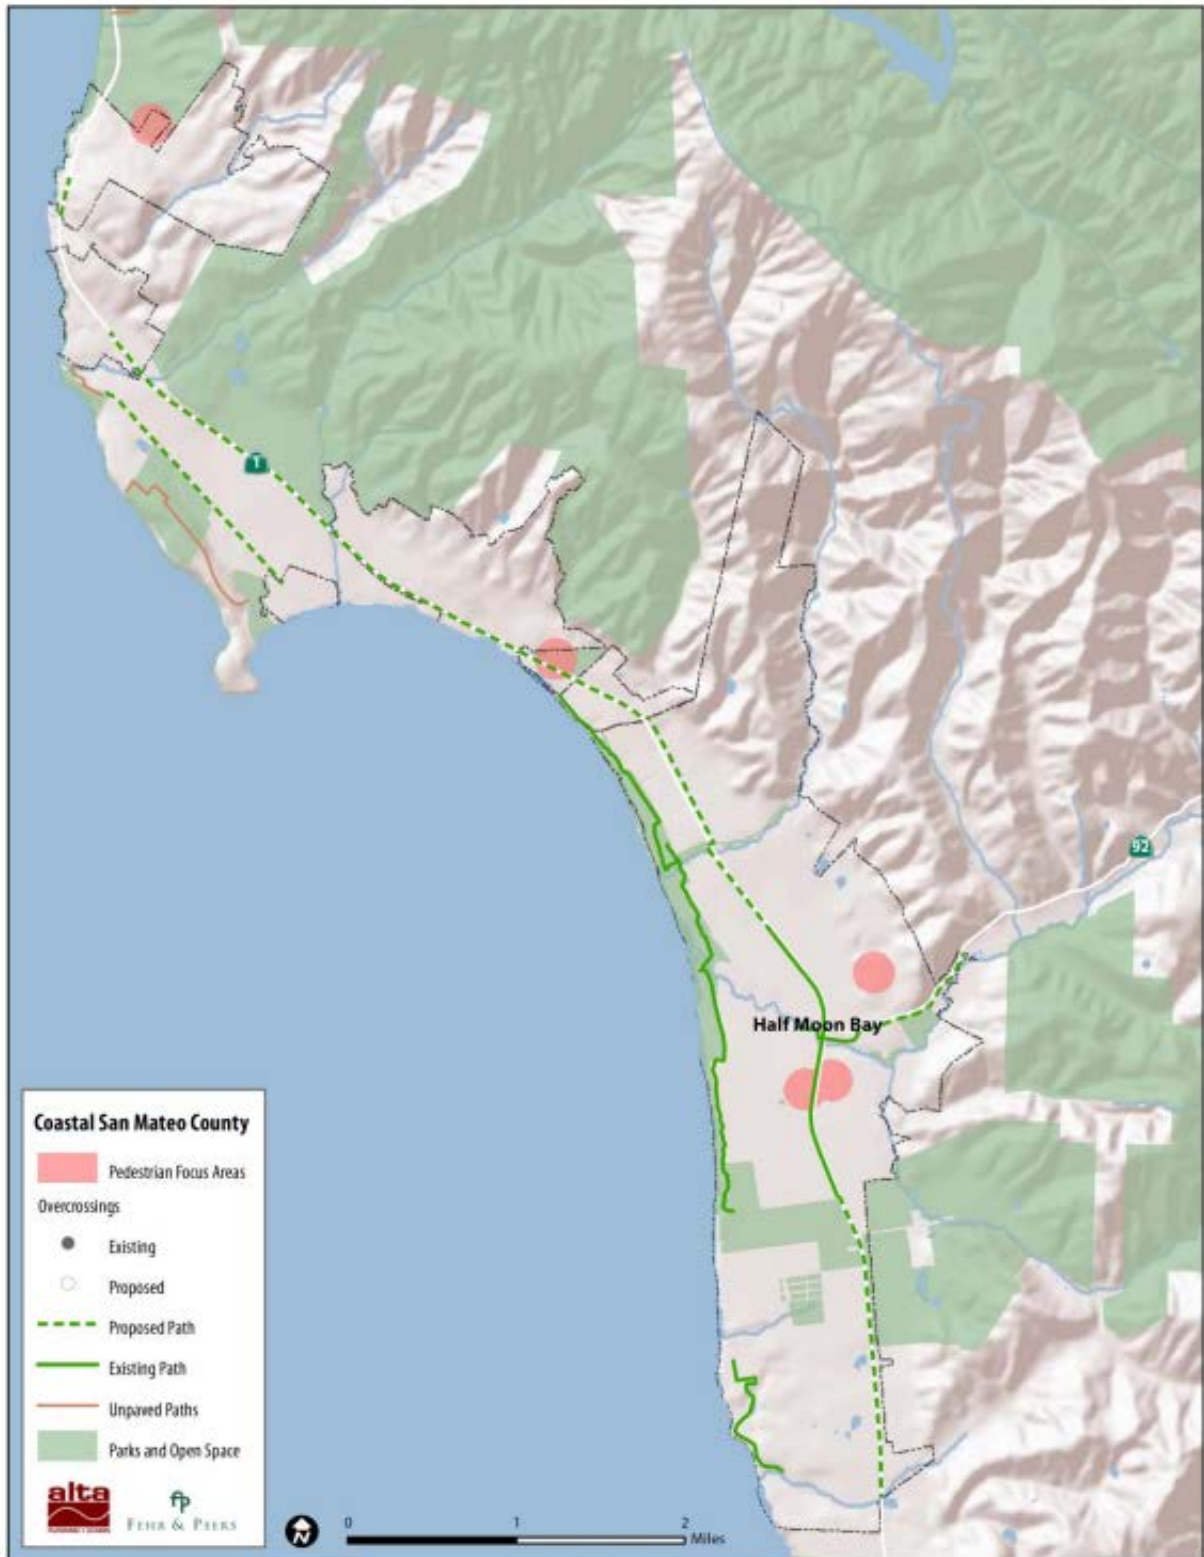 1
92
Half Moon Bay
Coastal San Mateo County
Pedestrian Focus Areas
Overcrossings
Existing
Proposed
Proposed Path
Existing Path
Unpaved Paths
Parks and Open Space
alta
fp
FEHR & PEERS
N
0 1 2
Miles